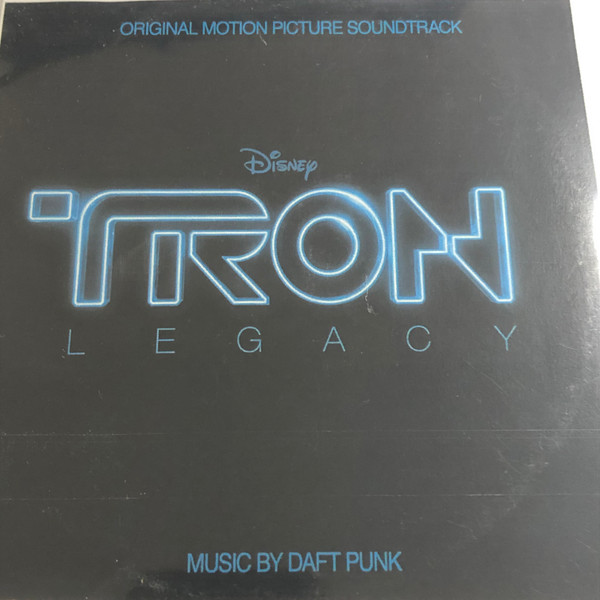 ORIGINAL MOTION PICTURE SOUNDTRACK
Disney
TRON
LEGACY
MUSIC BY DAFT PUNK